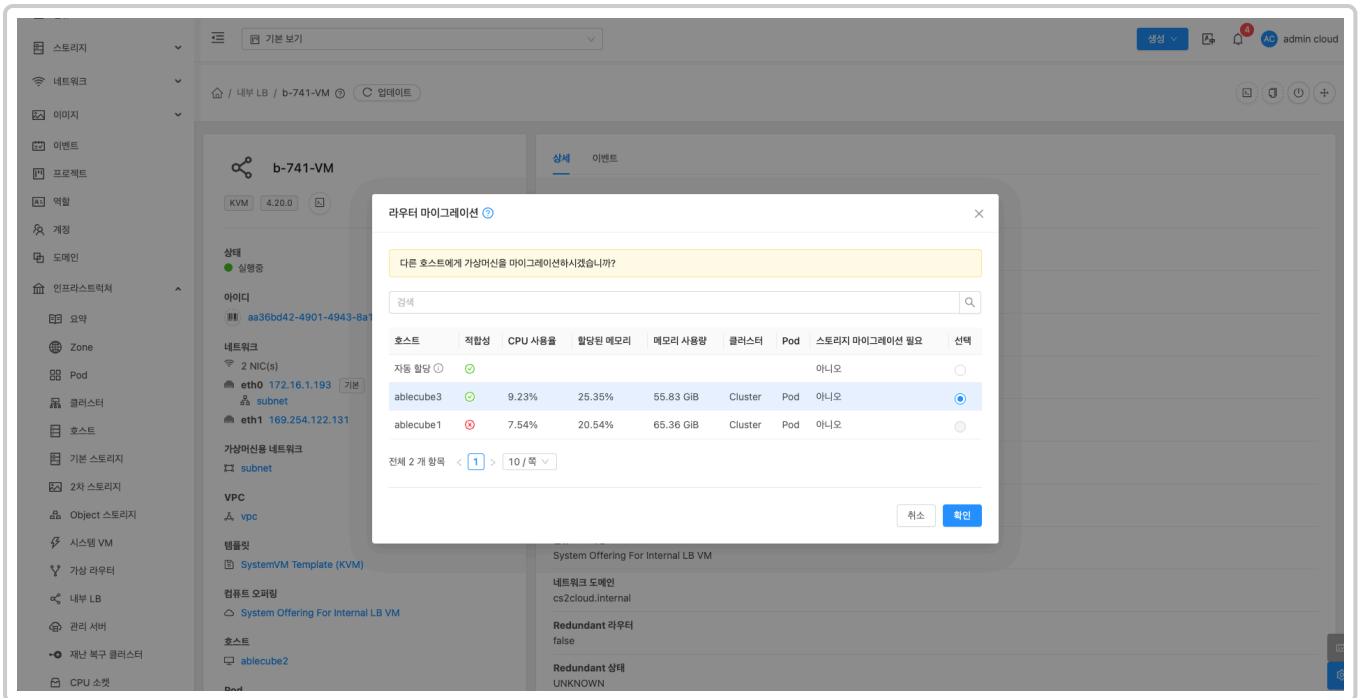 스토리지
기본 보기
생성
4
AC
admin cloud
네트워크
/ 내부 LB / b-741-VM
업데이트
이미지
이벤트
프로젝트
역할
계정
도메인
인프라스트럭쳐
요약
Zone
Pod
클러스터
호스트
기본 스토리지
2차 스토리지
Object 스토리지
시스템 VM
가상 라우터
내부 LB
관리 서버
재난 복구 클러스터
CPU 소켓
b-741-VM
KVM 4.20.0
상태
실행중
아이디
aa36bd42-4901-4943-8a1
네트워크
2 NIC(s)
eth0 172.16.1.193 기본
subnet
eth1 169.254.122.131
가상머신용 네트워크
subnet
VPC
vpc
템플릿
SystemVM Template (KVM)
컴퓨트 오퍼링
System Offering For Internal LB VM
호스트
ablecube2
Pod
상세 이벤트
라우터 마이그레이션
다른 호스트에게 가상머신을 마이그레이션하시겠습니까?
검색
호스트 적합성 CPU 사용율 할당된 메모리 메모리 사용량 클러스터 Pod 스토리지 마이그레이션 필요 선택
자동 할당 아니오
ablecube3 9.23% 25.35% 55.83 GiB Cluster Pod 아니오
ablecube1 7.54% 20.54% 65.36 GiB Cluster Pod 아니오
전체 2 개 항목 < 1 > 10 / 쪽
취소 확인
System Offering For Internal LB VM
네트워크 도메인
cs2cloud.internal
Redundant 라우터
false
Redundant 상태
UNKNOWN